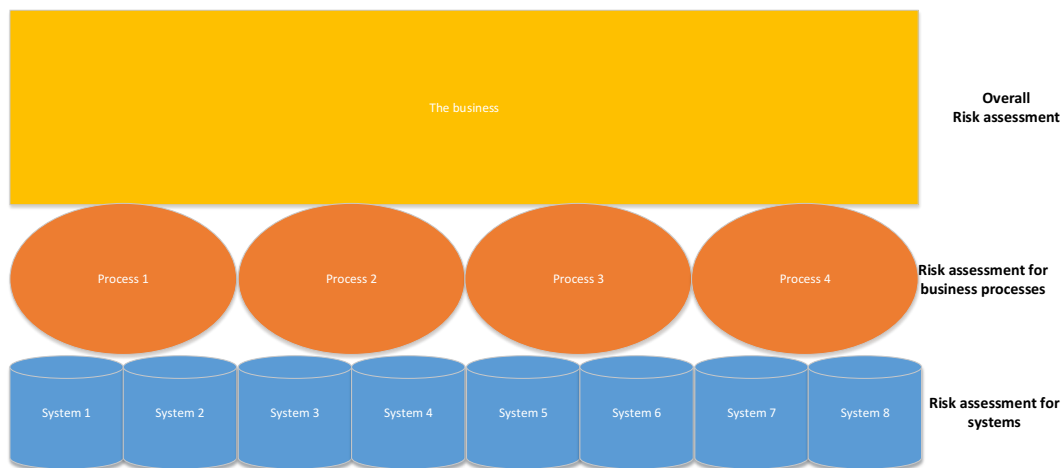 The business
Overall
Risk assessment
Process 1
Process 2
Process 3
Process 4
Risk assessment for
business processes
System 1
System 2
System 3
System 4
System 5
System 6
System 7
System 8
Risk assessment for
systems